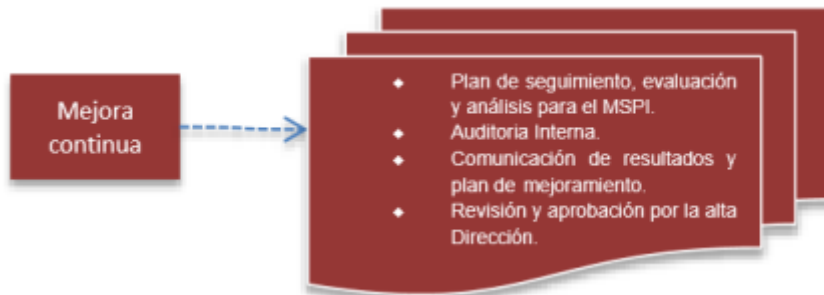 Mejora
continua
◆ Plan de seguimiento, evaluación
y análisis para el MSPI.
◆ Auditoria Interna.
◆ Comunicación de resultados y
plan de mejoramiento.
◆ Revisión y aprobación por la alta
Dirección.